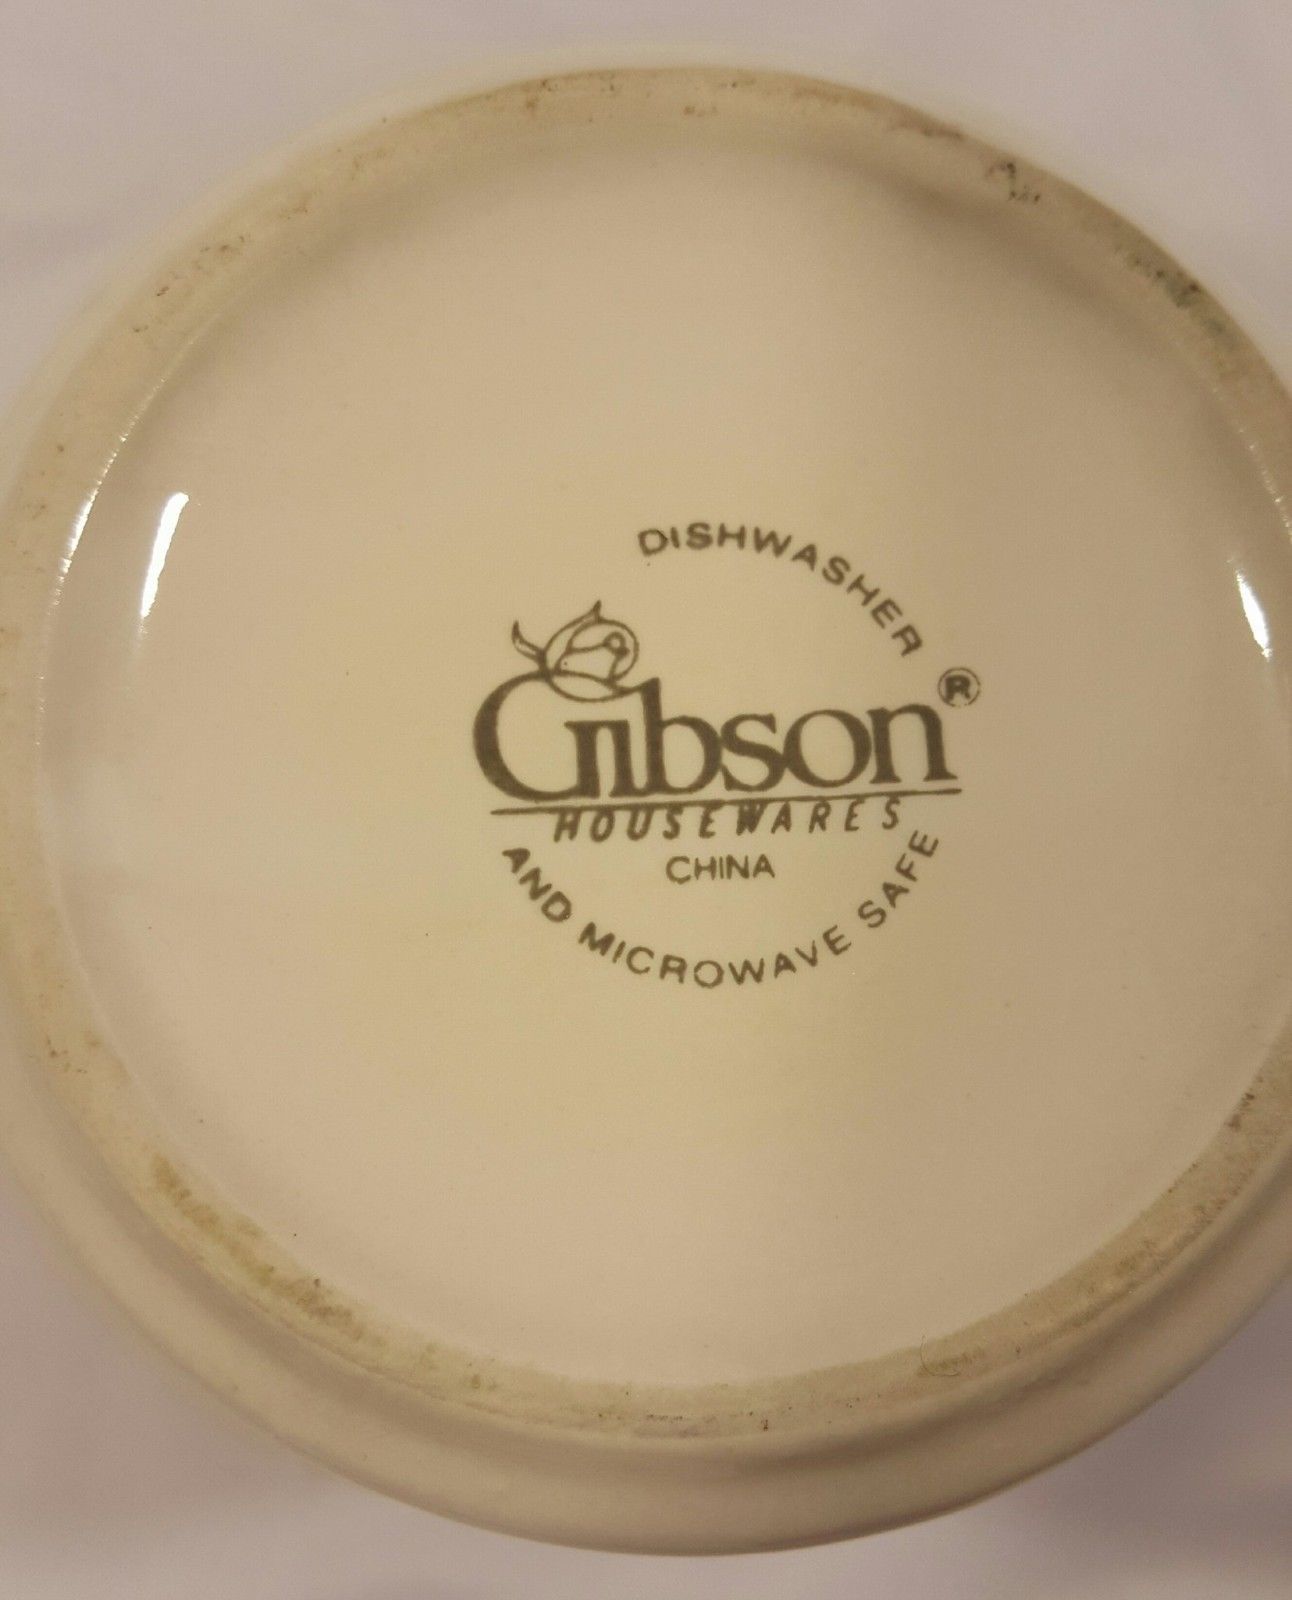 DISHWASHER
Gibson®
HOUSEWARES
CHINA
AND MICROWAVE SAFE